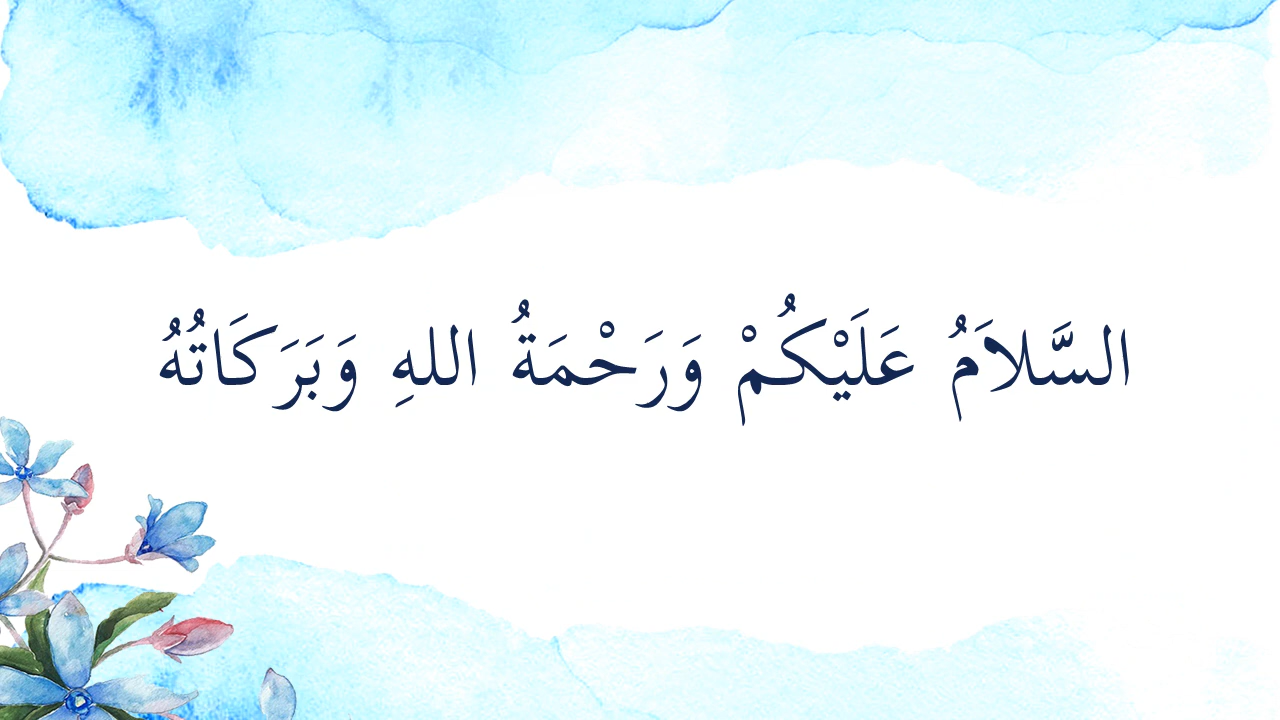 السَّلاَمُ عَلَيْكُمْ وَرَحْمَةُ اللهِ وَبَرَكَاتُهُ